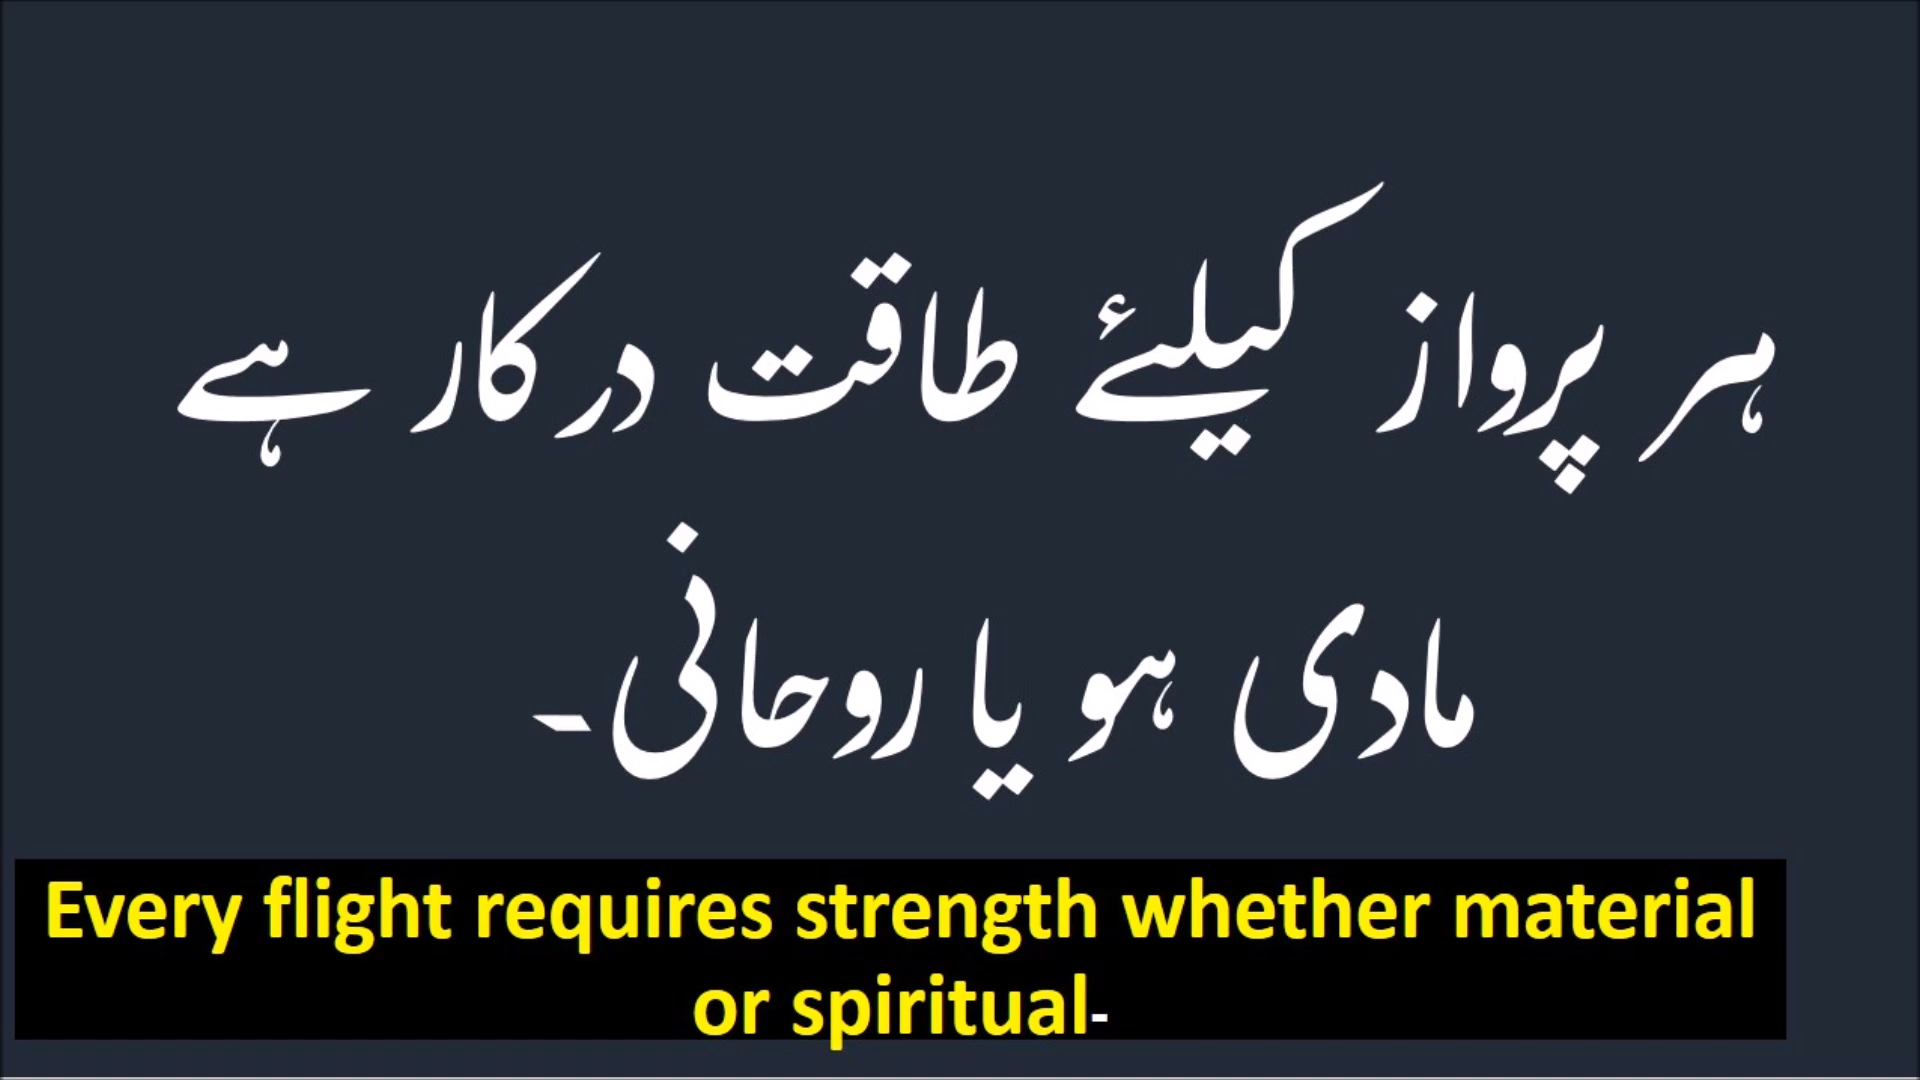 ہر پرواز کیلئے طاقت درکار ہے
مادی ہو یا روحانی۔
Every flight requires strength whether material
or spiritual-